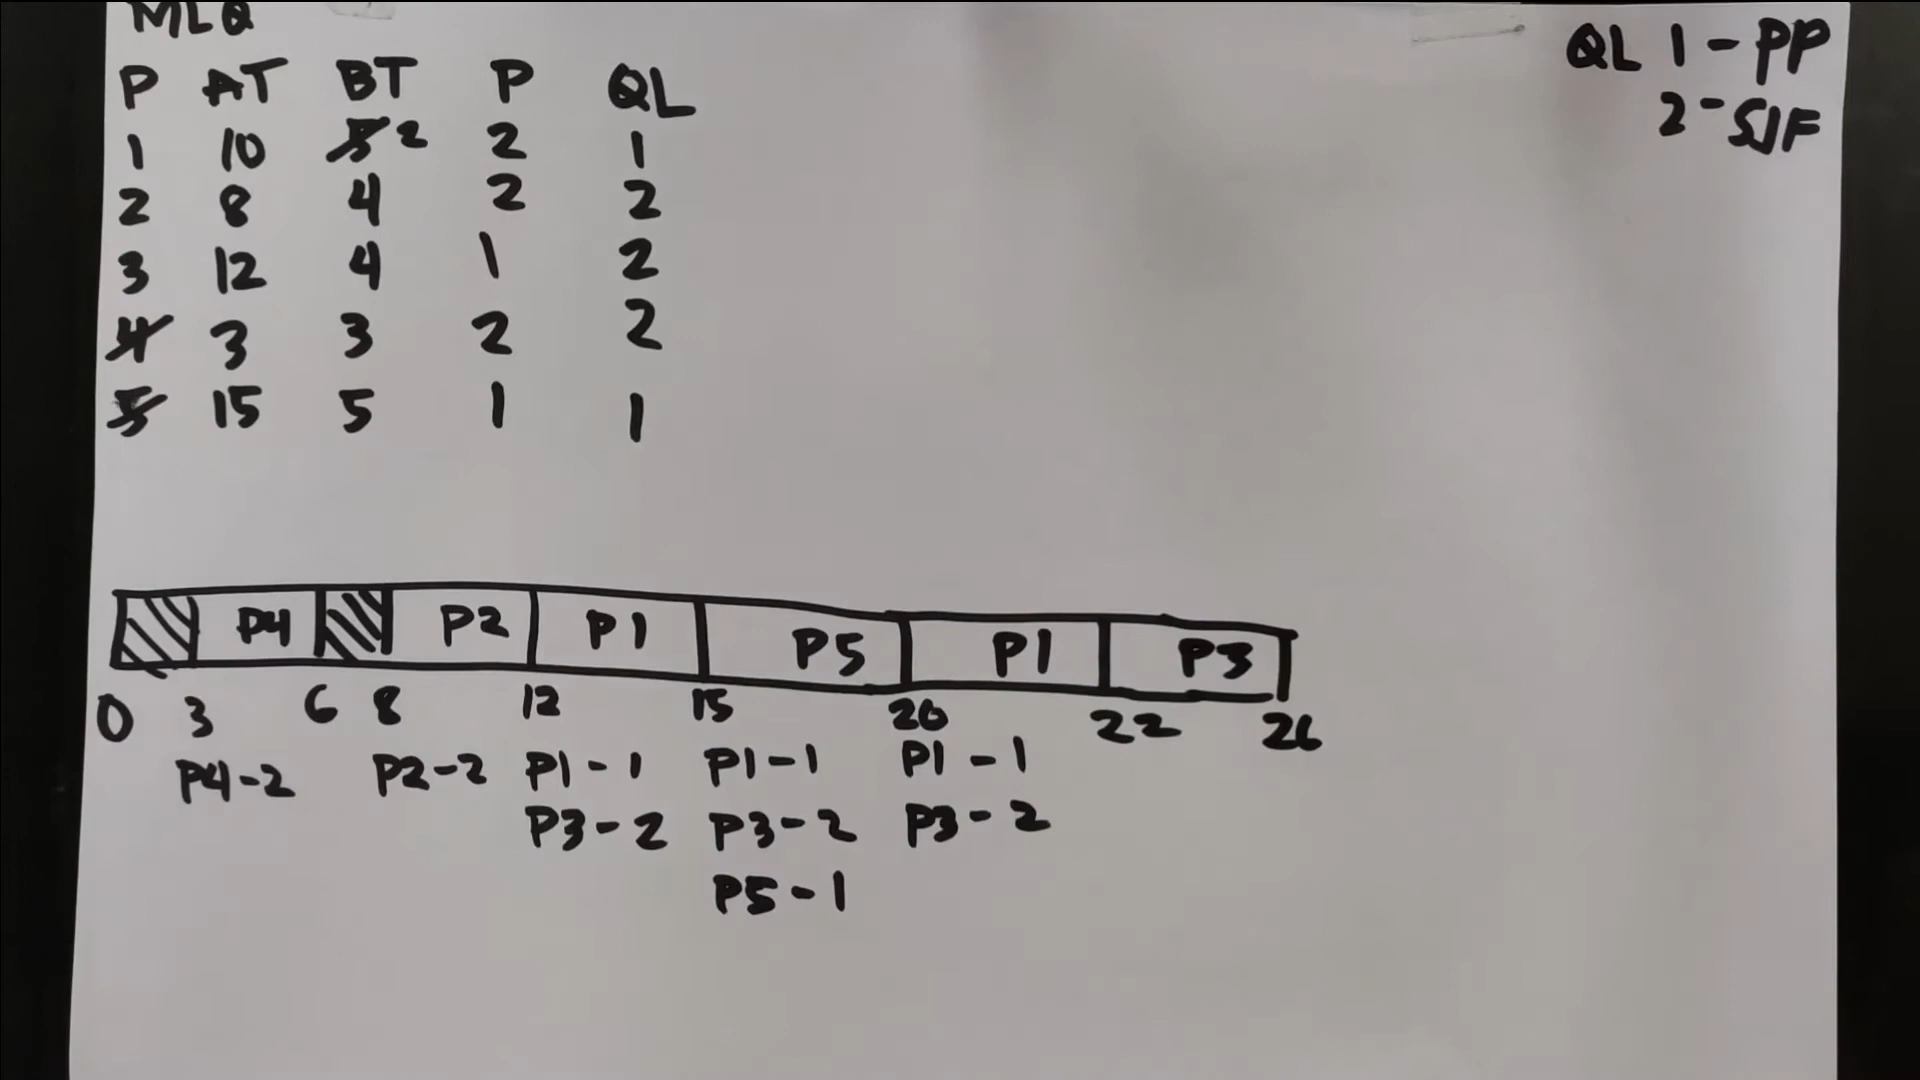 MLQ
QL 1 - PP
2 - SJF
P AT BT P QL
1 10 5 2 2 1
2 8 4 2 2
3 12 4 1 2
4 3 3 2 2
5 15 5 1 1
P4 P2 P1 P5 P1 P3
0 3 6 8 12 15 20 22 26
P4-2 P2-2 P1-1 P1-1 P1-1
P3-2 P3-2 P3-2
P5-1